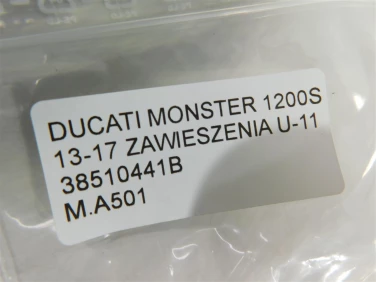 DUCATI MONSTER 1200S
13-17 ZAWIESZENIA U-11
38510441B
M.A501